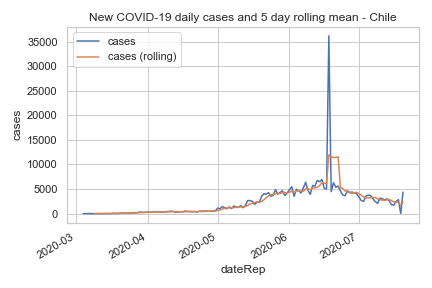 New COVID-19 daily cases and 5 day rolling mean - Chile
cases
cases (rolling)
35000
30000
25000
20000
15000
10000
5000
0
cases
2020-03
2020-04
2020-05
2020-06
2020-07
dateRep